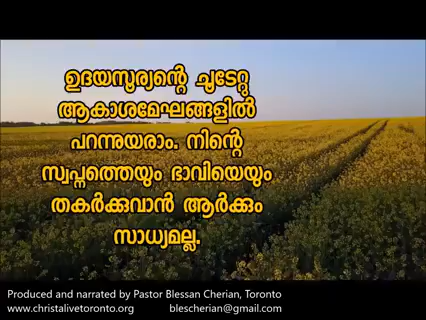 ഉദയസൂര്യന്റെ ചൂടേറ്റു
ആകാശമേഘങ്ങളിൽ
പറന്നുയരാം. നിന്റെ
സ്വപ്നത്തെയും ഭാവിയെയും
തകർക്കുവാൻ ആർക്കും
സാധ്യമല്ല.
Produced and narrated by Pastor Blessan Cherian, Toronto
www.christalivetoronto.org blescherian@gmail.com